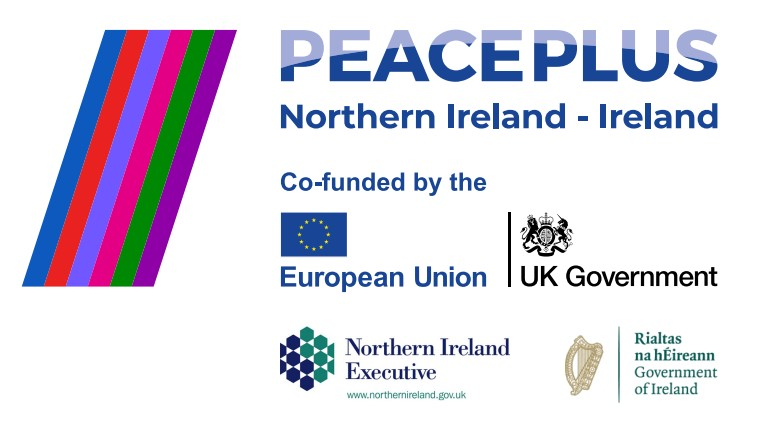 PEACEPLUS
Northern Ireland - Ireland
Co-funded by the
European Union
UK Government
Northern Ireland
Executive
www.northernireland.gov.uk
Rialtas
na hÉireann
Government
of Ireland